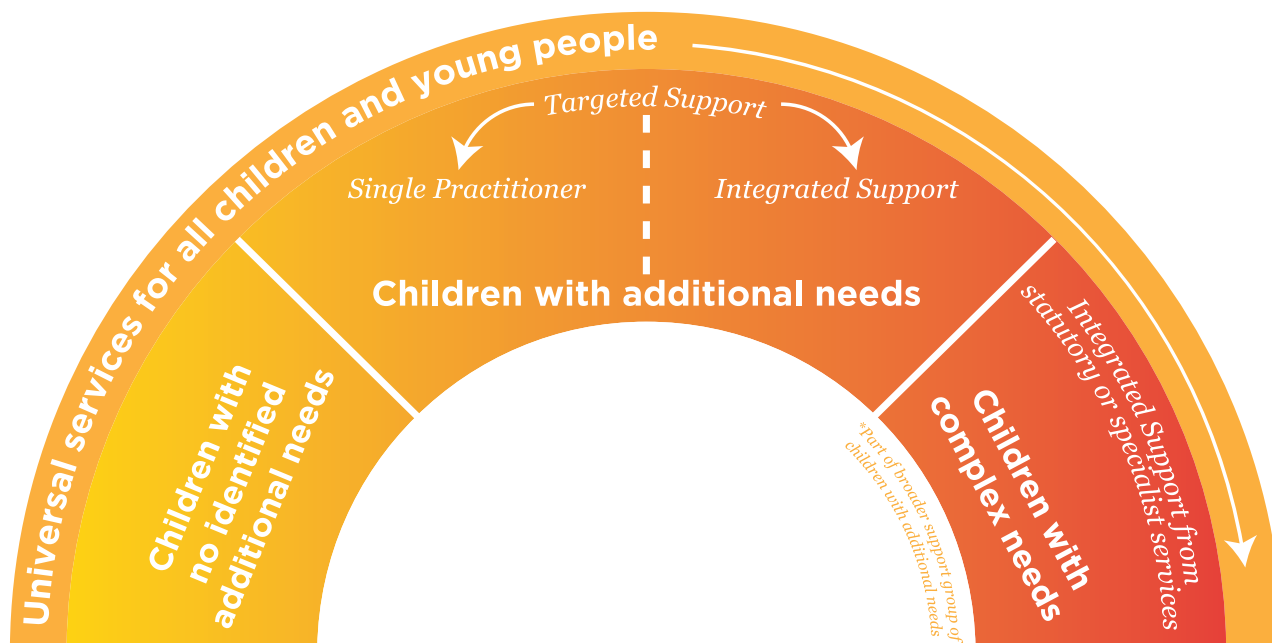 Universal services for all children and young people
Targeted Support
Single Practitioner
Integrated Support
Children with additional needs
Children with
no identified
additional needs
Children with
complex needs
Integrated Support from
statutory or specialist services
*Part of broader support group of
children with additional needs